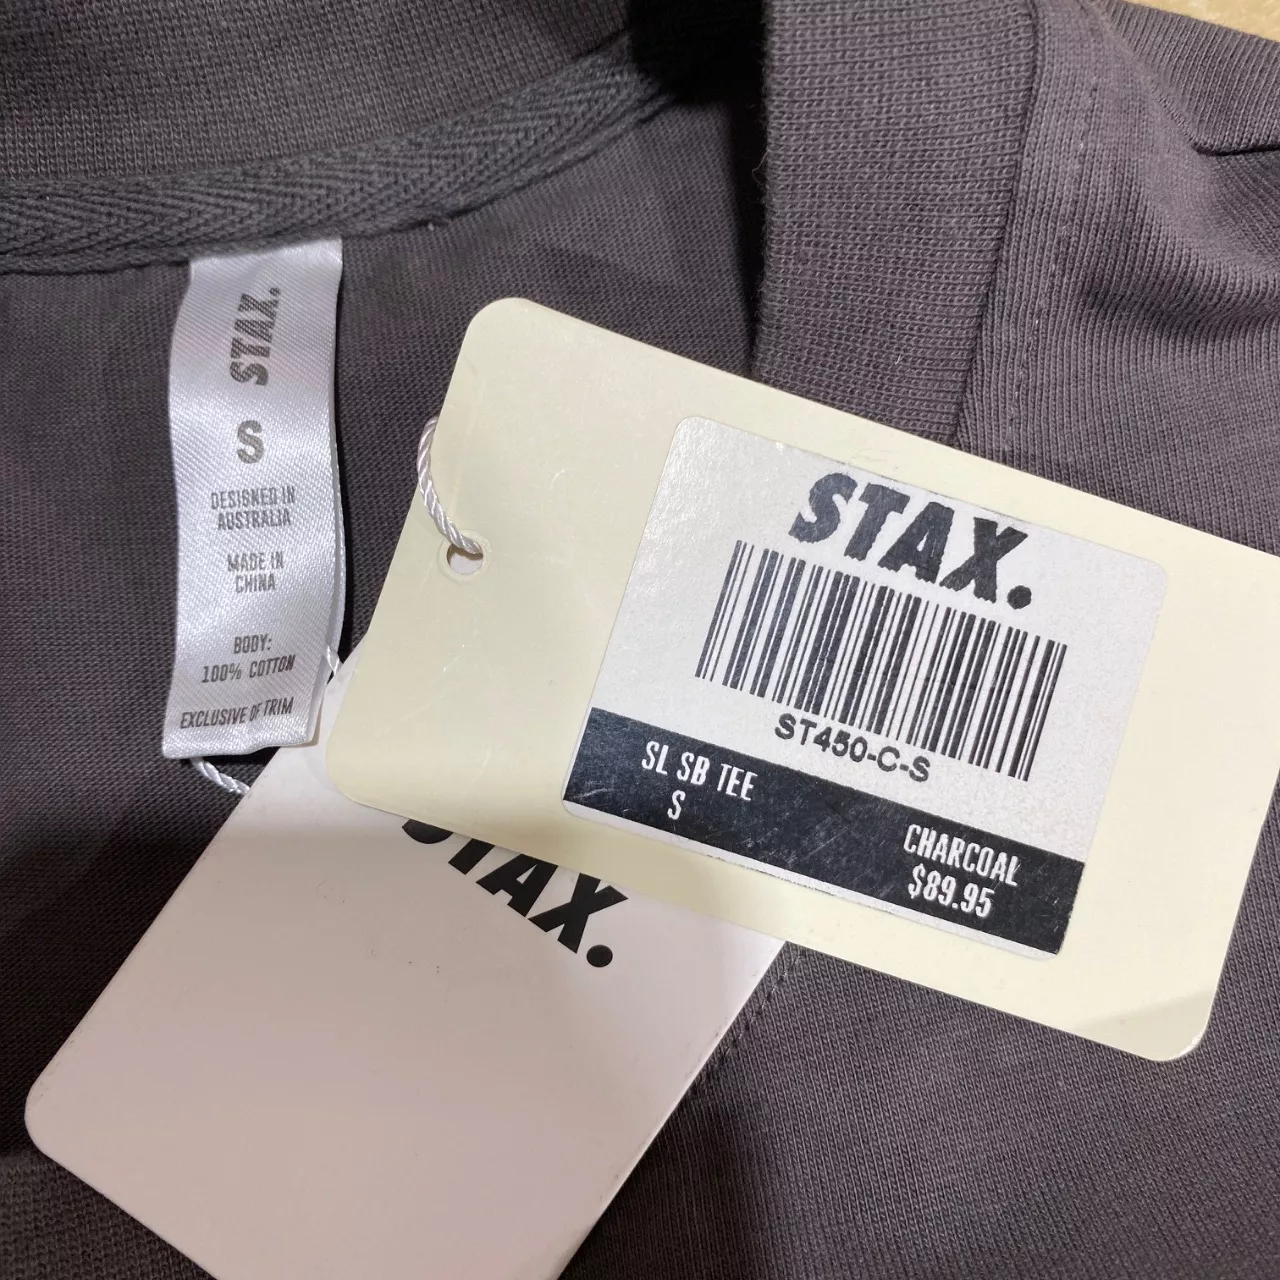 STAX.
S
DESIGNED IN
AUSTRALIA
MADE IN
CHINA
BODY:
100% COTTON
EXCLUSIVE OF TRIM
STAX.
ST450-C-S
SL SB TEE
S
CHARCOAL
$89.95
STAX.